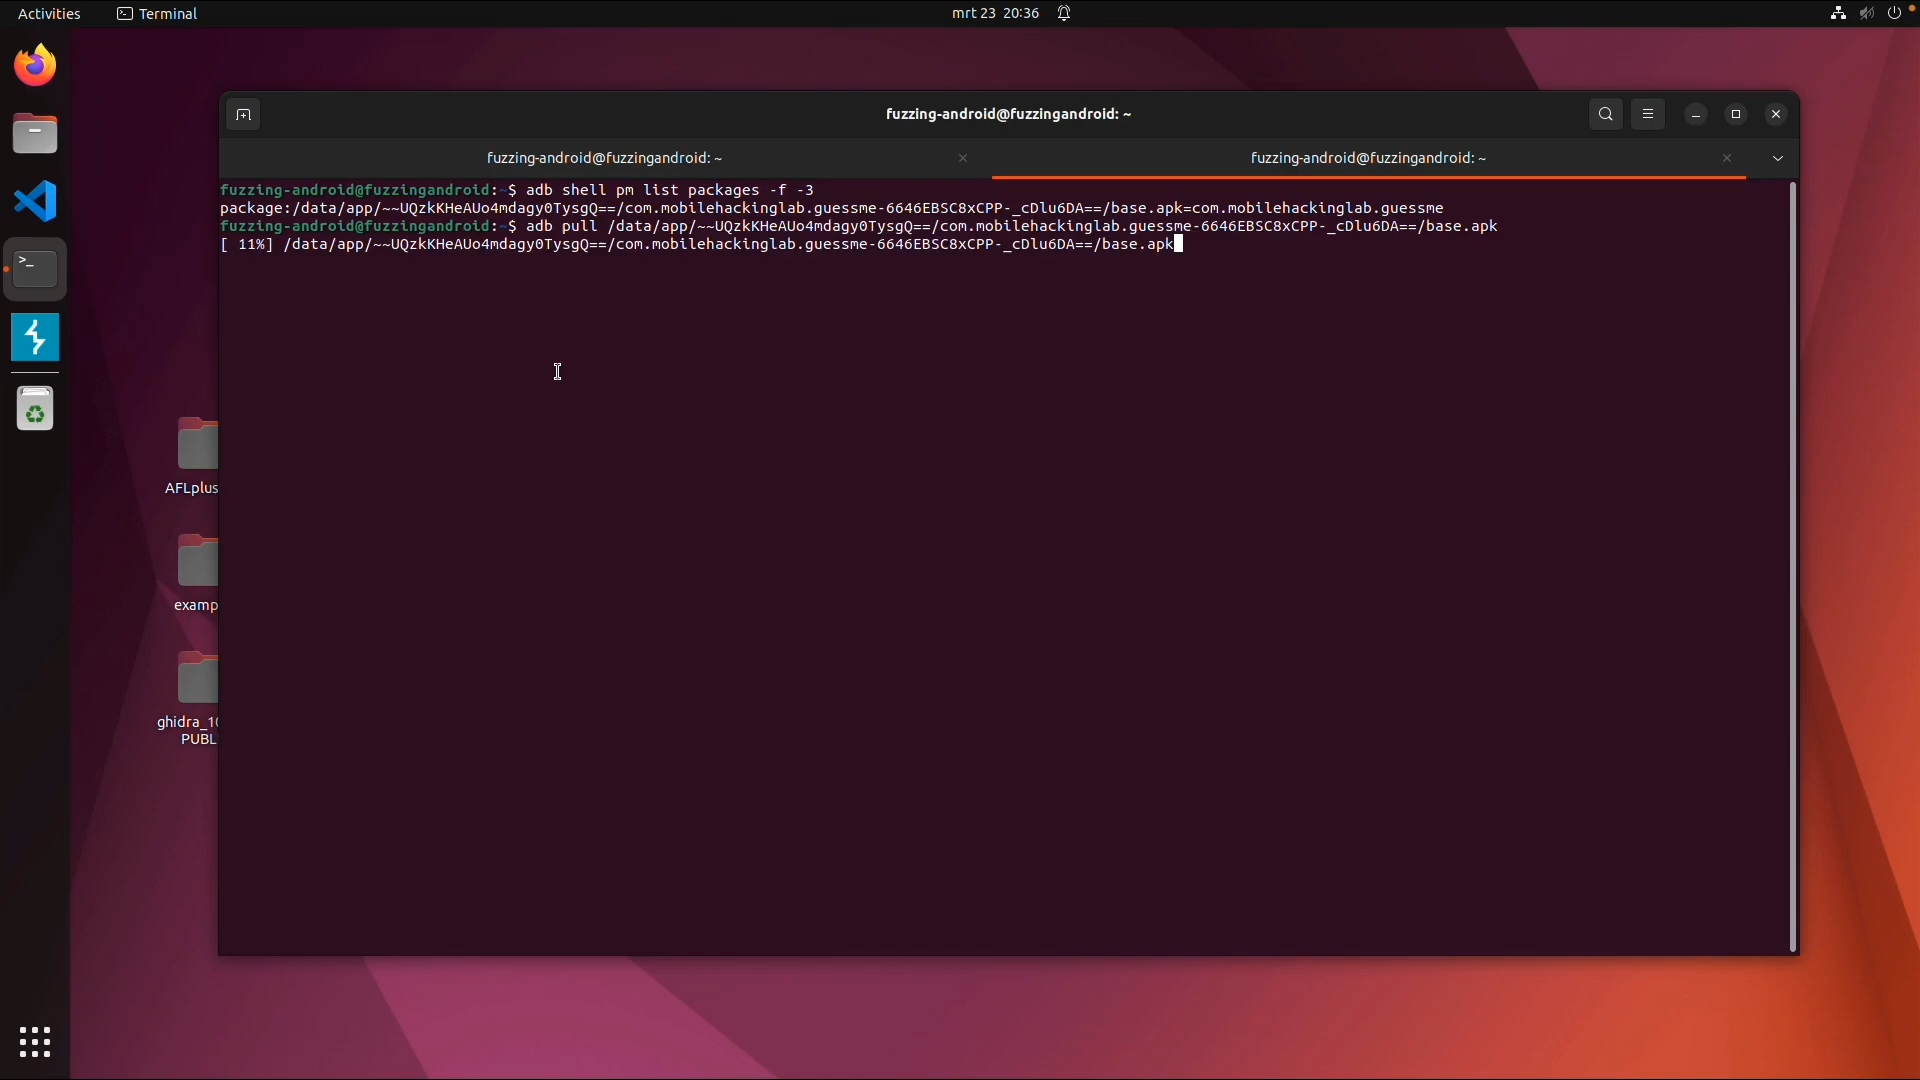 Activities
Terminal
mrt 23 20:36
fuzzing-android@fuzzingandroid: ~
fuzzing-android@fuzzingandroid: ~
fuzzing-android@fuzzingandroid: ~
fuzzing-android@fuzzingandroid:~$ adb shell pm list packages -f -3
package:/data/app/~~UQzkKHeAUo4mdagy0TysgQ==/com.mobilehackinglab.guessme-6646EBSC8xCPP-_cDlu6DA==/base.apk=com.mobilehackinglab.guessme
fuzzing-android@fuzzingandroid:~$ adb pull /data/app/~~UQzkKHeAUo4mdagy0TysgQ==/com.mobilehackinglab.guessme-6646EBSC8xCPP-_cDlu6DA==/base.apk
[ 11%] /data/app/~~UQzkKHeAUo4mdagy0TysgQ==/com.mobilehackinglab.guessme-6646EBSC8xCPP-_cDlu6DA==/base.apk
AFLplus
examp
ghidra_10
PUBL